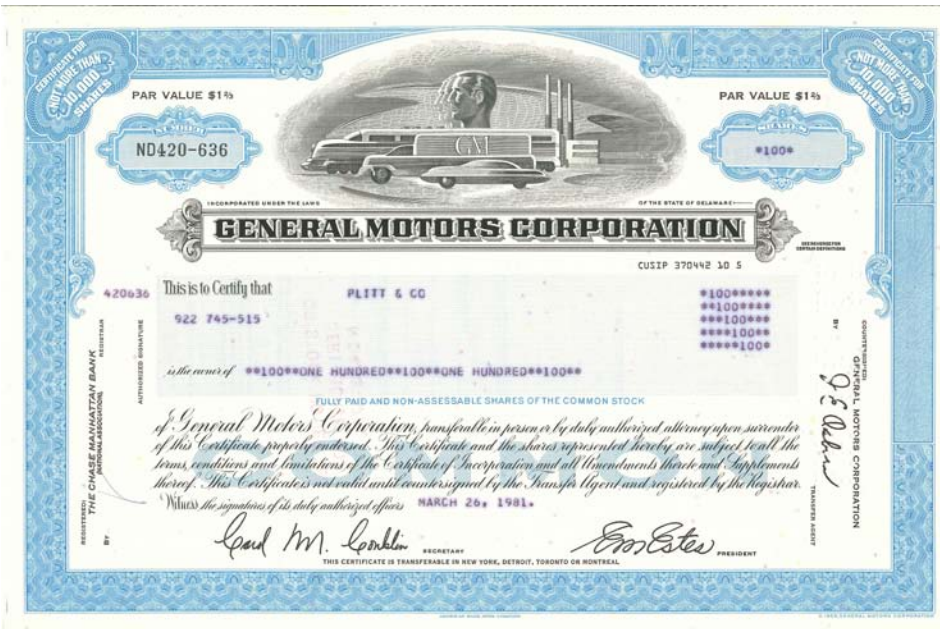 CERTIFICATE FOR
NOT MORE THAN
10,000
SHARES
CERTIFICATE FOR
NOT MORE THAN
10,000
SHARES
PAR VALUE $1⅔
PAR VALUE $1⅔
NUMBER
ND420-636
SHARES
*100*
GM
INCORPORATED UNDER THE LAWS
OF THE STATE OF DELAWARE
GENERAL MOTORS CORPORATION
SEE REVERSE FOR
CERTAIN DEFINITIONS
CUSIP 370442 10 5
420636
This is to Certify that
PLITT & CO
922 745-515
*100*****
**100****
***100***
****100**
*****100*
is the owner of **100**ONE HUNDRED**100**ONE HUNDRED**100**
FULLY PAID AND NON-ASSESSABLE SHARES OF THE COMMON STOCK
of General Motors Corporation, transferable in person or by duly authorized attorney upon surrender
of this Certificate properly endorsed. This Certificate and the shares represented hereby are subject to all the
terms, conditions and limitations of the Certificate of Incorporation and all Amendments thereto and Supplements
thereof. This Certificate is not valid until countersigned by the Transfer Agent and registered by the Registrar.
Witness the signatures of its duly authorized officers MARCH 26, 1981.
Carol M. Conklin
SECRETARY
EM Estes
PRESIDENT
THIS CERTIFICATE IS TRANSFERABLE IN NEW YORK, DETROIT, TORONTO OR MONTREAL
REGISTERED:
THE CHASE MANHATTAN BANK
(NATIONAL ASSOCIATION)
REGISTRAR
BY
AUTHORIZED SIGNATURE
COUNTERSIGNED:
GENERAL MOTORS CORPORATION
BY
TRANSFER AGENT
GENERAL MOTORS CORPORATION